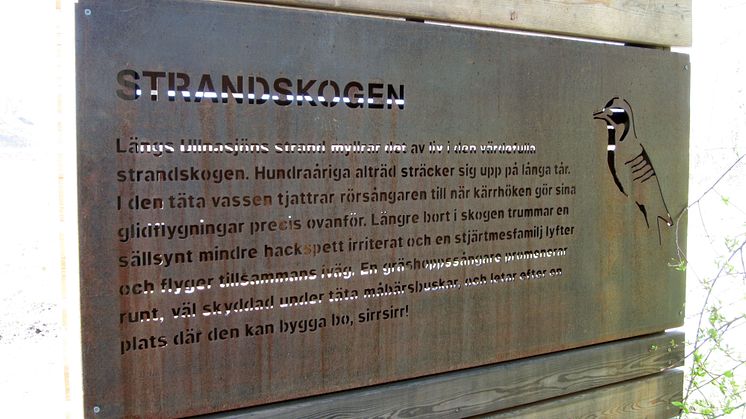 STRANDSKOGEN
Längs Ullnasjöns strand myllrar det av liv i den värdefulla
strandskogen. Hundraåriga alträd sträcker sig upp på långa tår.
I den täta vassen tjattrar rörsångaren till när kärrhöken gör sina
glidflygningar precis ovanför. Längre bort i skogen trummar en
sällsynt mindre hackspett irriterat och en stjärtmesfamilj lyfter
och flyger tillsammans iväg. En gräshoppssångare promenerar
runt, väl skyddad under täta måbärsbuskar, och letar efter en
plats där den kan bygga bo, sirrsirr!